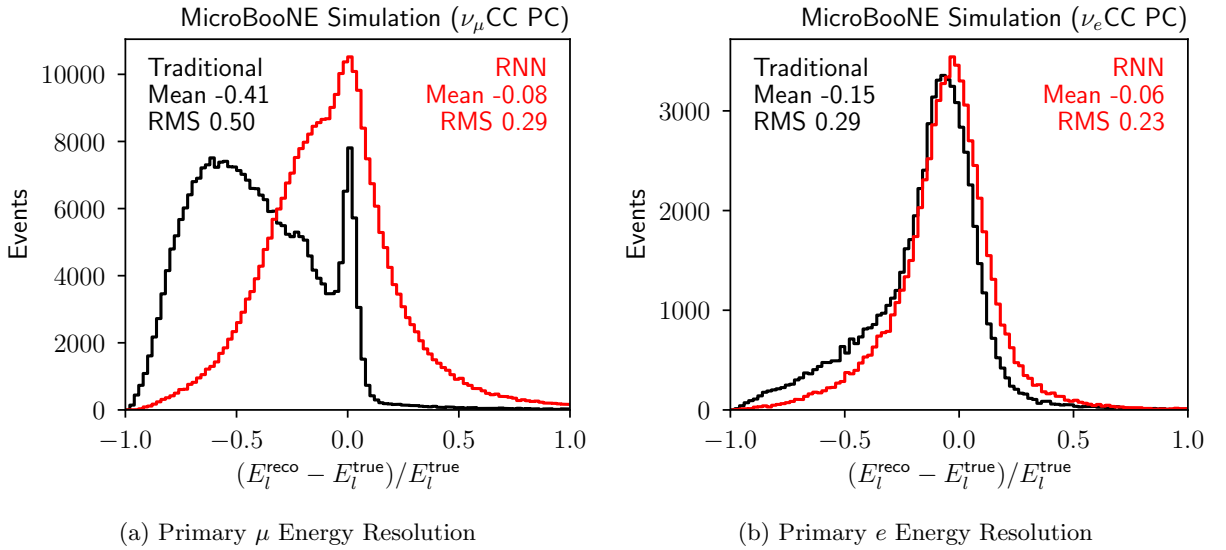 MicroBooNE Simulation (νμCC PC)
Traditional
Mean -0.41
RMS 0.50
RNN
Mean -0.08
RMS 0.29
Events
10000
8000
6000
4000
2000
0
−1.0 −0.5 0.0 0.5 1.0
(E_l^reco − E_l^true)/E_l^true
(a) Primary μ Energy Resolution
MicroBooNE Simulation (νeCC PC)
Traditional
Mean -0.15
RMS 0.29
RNN
Mean -0.06
RMS 0.23
Events
3000
2000
1000
0
−1.0 −0.5 0.0 0.5 1.0
(E_l^reco − E_l^true)/E_l^true
(b) Primary e Energy Resolution